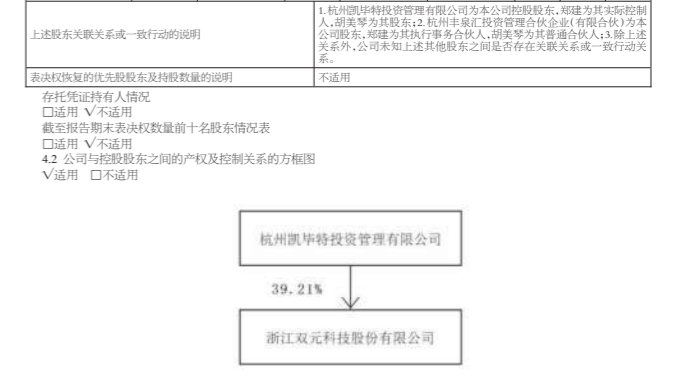 上述股东关联关系或一致行动的说明
1.杭州凯毕特投资管理有限公司为本公司控股股东,郑建为其实际控制
人,胡美琴为其股东;2.杭州丰泉汇投资管理合伙企业(有限合伙)为本
公司股东,郑建为其执行事务合伙人,胡美琴为其普通合伙人;3.除上述
关系外,公司未知上述其他股东之间是否存在关联关系或一致行动关
系。
表决权恢复的优先股股东及持股数量的说明
不适用
存托凭证持有人情况
□适用 √不适用
截至报告期末表决权数量前十名股东情况表
□适用 √不适用
4.2 公司与控股股东之间的产权及控制关系的方框图
√适用 □不适用
杭州凯毕特投资管理有限公司
39.21%
浙江双元科技股份有限公司